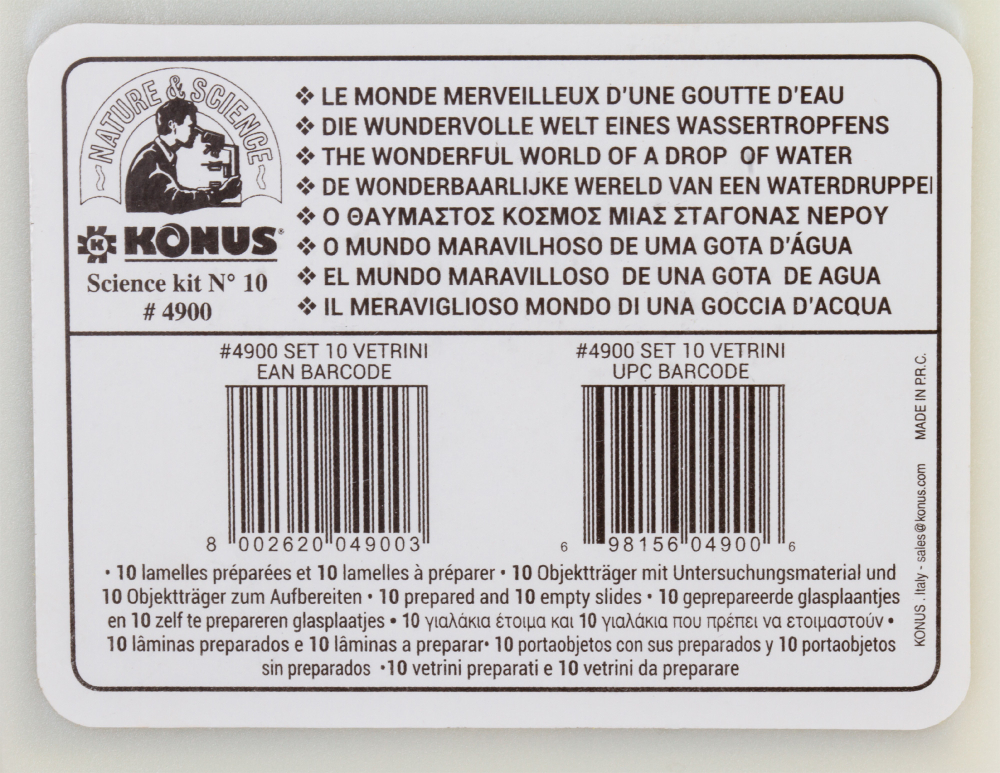 NATURE & SCIENCE
KONUS®
Science kit N° 10
# 4900
❖ LE MONDE MERVEILLEUX D'UNE GOUTTE D'EAU
❖ DIE WUNDERVOLLE WELT EINES WASSERTROPFENS
❖ THE WONDERFUL WORLD OF A DROP OF WATER
❖ DE WONDERBAARLIJKE WERELD VAN EEN WATERDRUPPEL
❖ Ο ΘΑΥΜΑΣΤΟΣ ΚΟΣΜΟΣ ΜΙΑΣ ΣΤΑΓΟΝΑΣ ΝΕΡΟΥ
❖ O MUNDO MARAVILHOSO DE UMA GOTA D'ÁGUA
❖ EL MUNDO MARAVILLOSO DE UNA GOTA DE AGUA
❖ IL MERAVIGLIOSO MONDO DI UNA GOCCIA D'ACQUA
#4900 SET 10 VETRINI
EAN BARCODE
8 002620 049003
#4900 SET 10 VETRINI
UPC BARCODE
6 98156 04900 6
• 10 lamelles préparées et 10 lamelles à préparer • 10 Objektträger mit Untersuchungsmaterial und
10 Objektträger zum Aufbereiten • 10 prepared and 10 empty slides • 10 geprepareerde glasplaantjes
en 10 zelf te prepareren glasplaatjes • 10 γιαλάκια έτοιμα και 10 γιαλάκια που πρέπει να ετοιμαστούν •
10 lâminas preparados e 10 lâminas a preparar• 10 portaobjetos con sus preparados y 10 portaobjetos
sin preparados •10 vetrini preparati e 10 vetrini da preparare
KONUS . Italy - sales@konus.com MADE IN P.R.C.